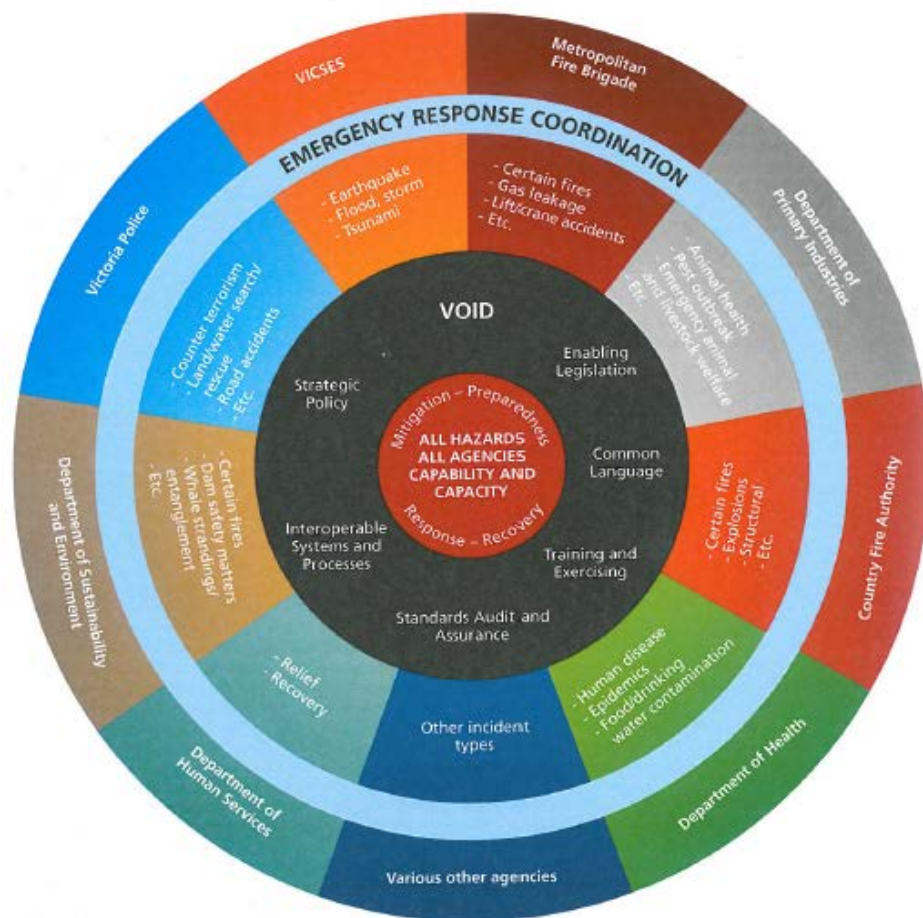 VICSES
Metropolitan
Fire Brigade
Department of
Primary Industries
Country Fire Authority
Department of Health
Various other agencies
Department of
Human Services
Department of Sustainability
and Environment
Victoria Police
EMERGENCY RESPONSE COORDINATION
- Earthquake
- Flood, storm
- Tsunami
- Certain fires
- Gas leakage
- Lift/crane accidents
- Etc.
- Animal health
- Pest outbreak
- Emergency animal
and livestock welfare
- Etc.
- Certain fires
- Explosions
- Structural
- Etc.
- Human disease
- Epidemics
- Food/drinking
water contamination
Other incident
types
- Relief
- Recovery
- Certain fires
- Dam safety matters
- Whale strandings/
entanglement
- Etc.
- Counter terrorism
- Land/water search/
rescue
- Road accidents
- Etc.
VOID
Enabling
Legislation
Common
Language
Training and
Exercising
Standards Audit and
Assurance
Interoperable
Systems and
Processes
Strategic
Policy
Mitigation – Preparedness
ALL HAZARDS
ALL AGENCIES
CAPABILITY AND
CAPACITY
Response – Recovery